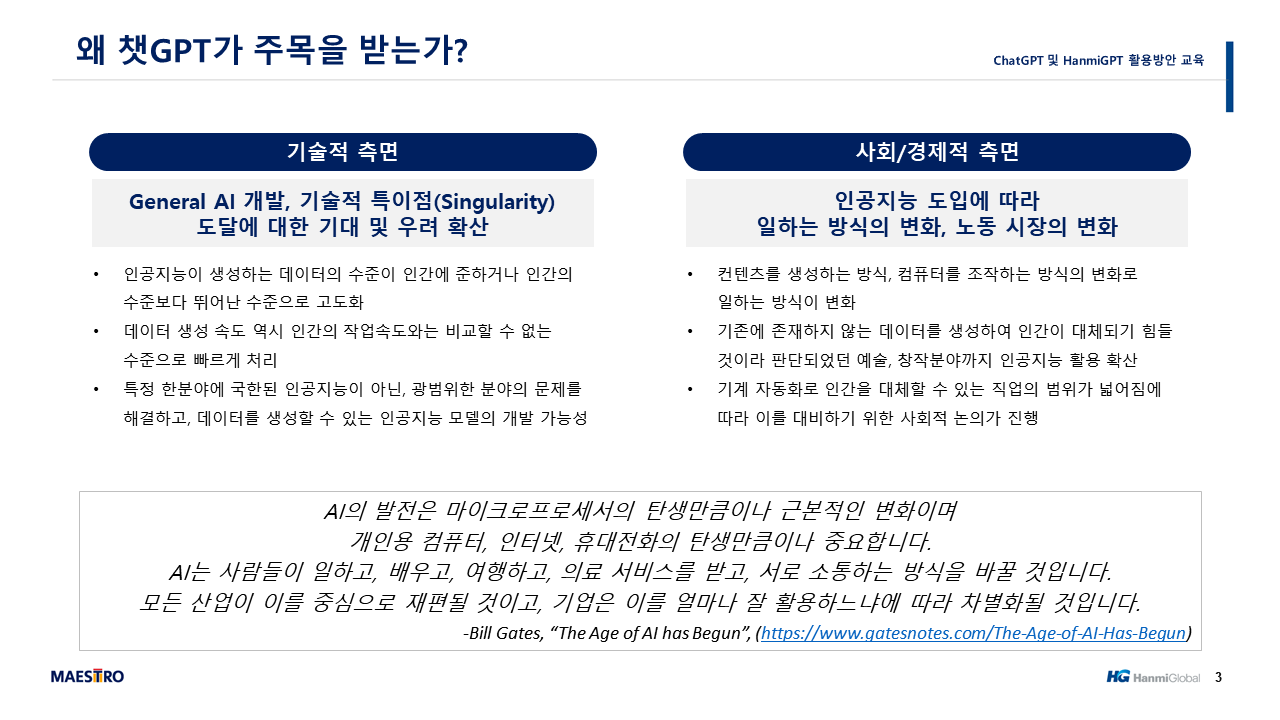 왜 챗GPT가 주목을 받는가?
ChatGPT 및 HanmiGPT 활용방안 교육
기술적 측면
General AI 개발, 기술적 특이점(Singularity)
도달에 대한 기대 및 우려 확산
• 인공지능이 생성하는 데이터의 수준이 인간에 준하거나 인간의
수준보다 뛰어난 수준으로 고도화
• 데이터 생성 속도 역시 인간의 작업속도와는 비교할 수 없는
수준으로 빠르게 처리
• 특정 한분야에 국한된 인공지능이 아닌, 광범위한 분야의 문제를
해결하고, 데이터를 생성할 수 있는 인공지능 모델의 개발 가능성
사회/경제적 측면
인공지능 도입에 따라
일하는 방식의 변화, 노동 시장의 변화
• 컨텐츠를 생성하는 방식, 컴퓨터를 조작하는 방식의 변화로
일하는 방식이 변화
• 기존에 존재하지 않는 데이터를 생성하여 인간이 대체되기 힘들
것이라 판단되었던 예술, 창작분야까지 인공지능 활용 확산
• 기계 자동화로 인간을 대체할 수 있는 직업의 범위가 넓어짐에
따라 이를 대비하기 위한 사회적 논의가 진행
AI의 발전은 마이크로프로세서의 탄생만큼이나 근본적인 변화이며
개인용 컴퓨터, 인터넷, 휴대전화의 탄생만큼이나 중요합니다.
AI는 사람들이 일하고, 배우고, 여행하고, 의료 서비스를 받고, 서로 소통하는 방식을 바꿀 것입니다.
모든 산업이 이를 중심으로 재편될 것이고, 기업은 이를 얼마나 잘 활용하느냐에 따라 차별화될 것입니다.
-Bill Gates, “The Age of AI has Begun”, (https://www.gatesnotes.com/The-Age-of-AI-Has-Begun)
MAESTRO
HG HanmiGlobal
3